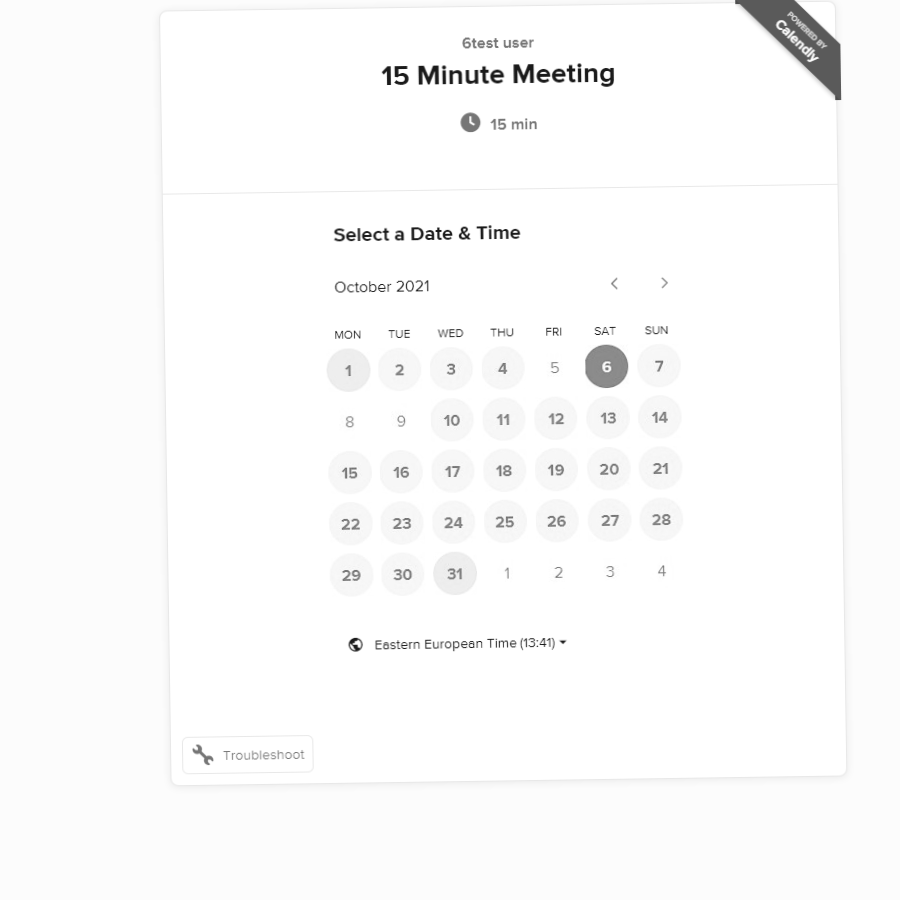 6test user
15 Minute Meeting
15 min
POWERED BY
Calendly
Select a Date & Time
October 2021
MON TUE WED THU FRI SAT SUN
1 2 3 4 5 6 7
8 9 10 11 12 13 14
15 16 17 18 19 20 21
22 23 24 25 26 27 28
29 30 31 1 2 3 4
Eastern European Time (13:41)
Troubleshoot